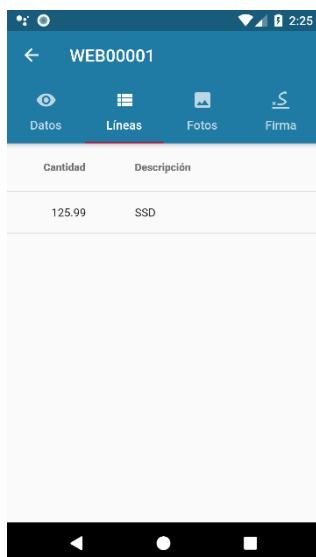 2:25
WEB00001
Datos Líneas Fotos Firma
Cantidad Descripción
125.99 SSD